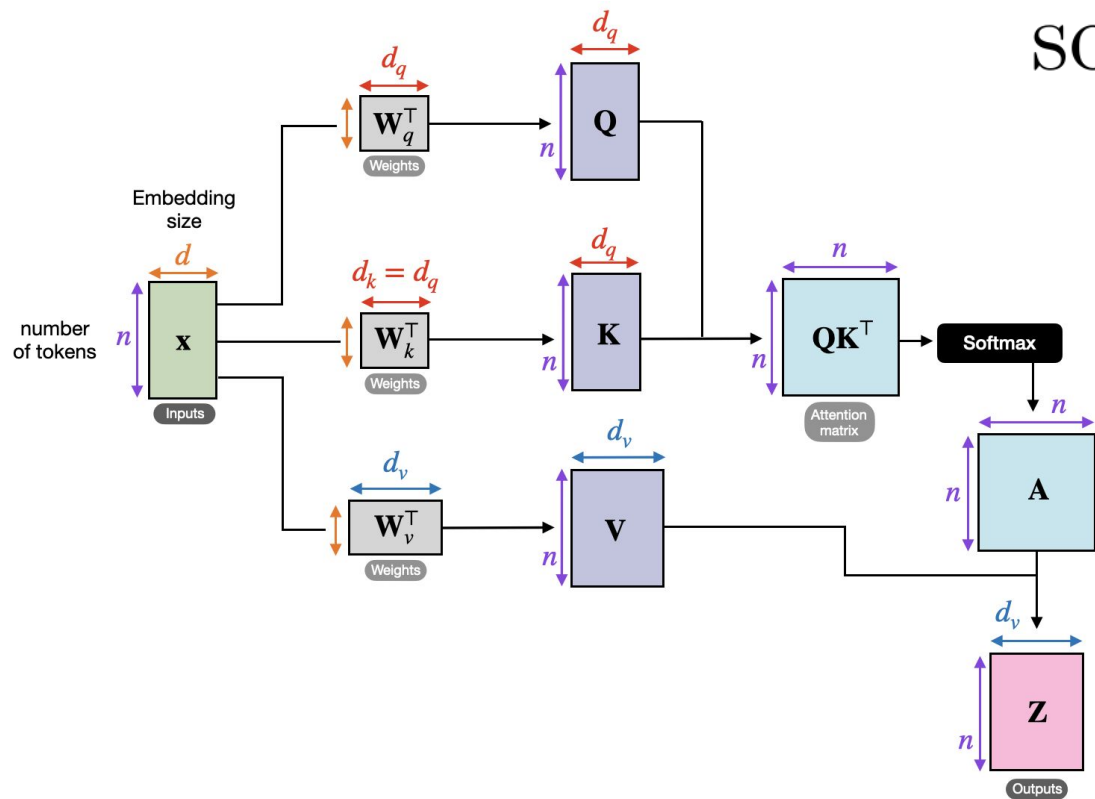 SC
d_q
d_q
W_q^⊤
Weights
n
Q
Embedding
size
d
number
of tokens
n
x
Inputs
d_k = d_q
W_k^⊤
Weights
d_q
n
K
n
n
QK^⊤
Attention
matrix
Softmax
d_v
W_v^⊤
Weights
d_v
n
V
n
n
A
d_v
n
Z
Outputs